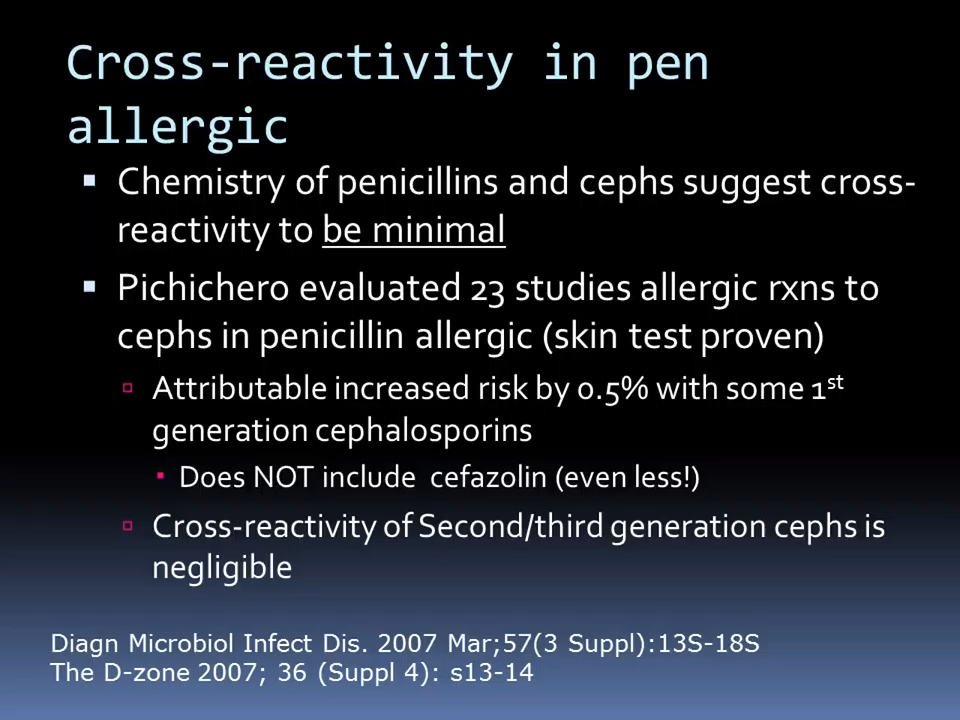 Cross-reactivity in pen
allergic
▪ Chemistry of penicillins and cephs suggest cross-
reactivity to be minimal
▪ Pichichero evaluated 23 studies allergic rxns to
cephs in penicillin allergic (skin test proven)
▫ Attributable increased risk by 0.5% with some 1st
generation cephalosporins
▪ Does NOT include cefazolin (even less!)
▫ Cross-reactivity of Second/third generation cephs is
negligible
Diagn Microbiol Infect Dis. 2007 Mar;57(3 Suppl):13S-18S
The D-zone 2007; 36 (Suppl 4): s13-14